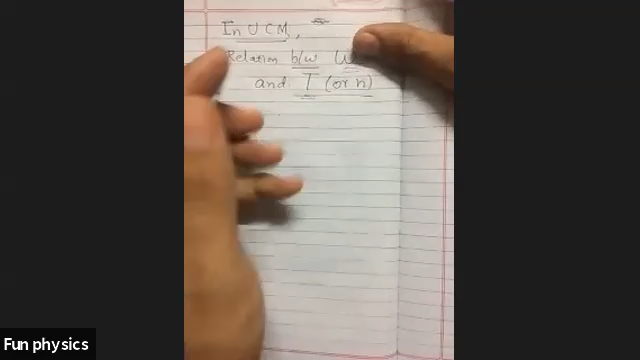 In UCM,
Relation b/w ω
and T (or n)
Fun physics